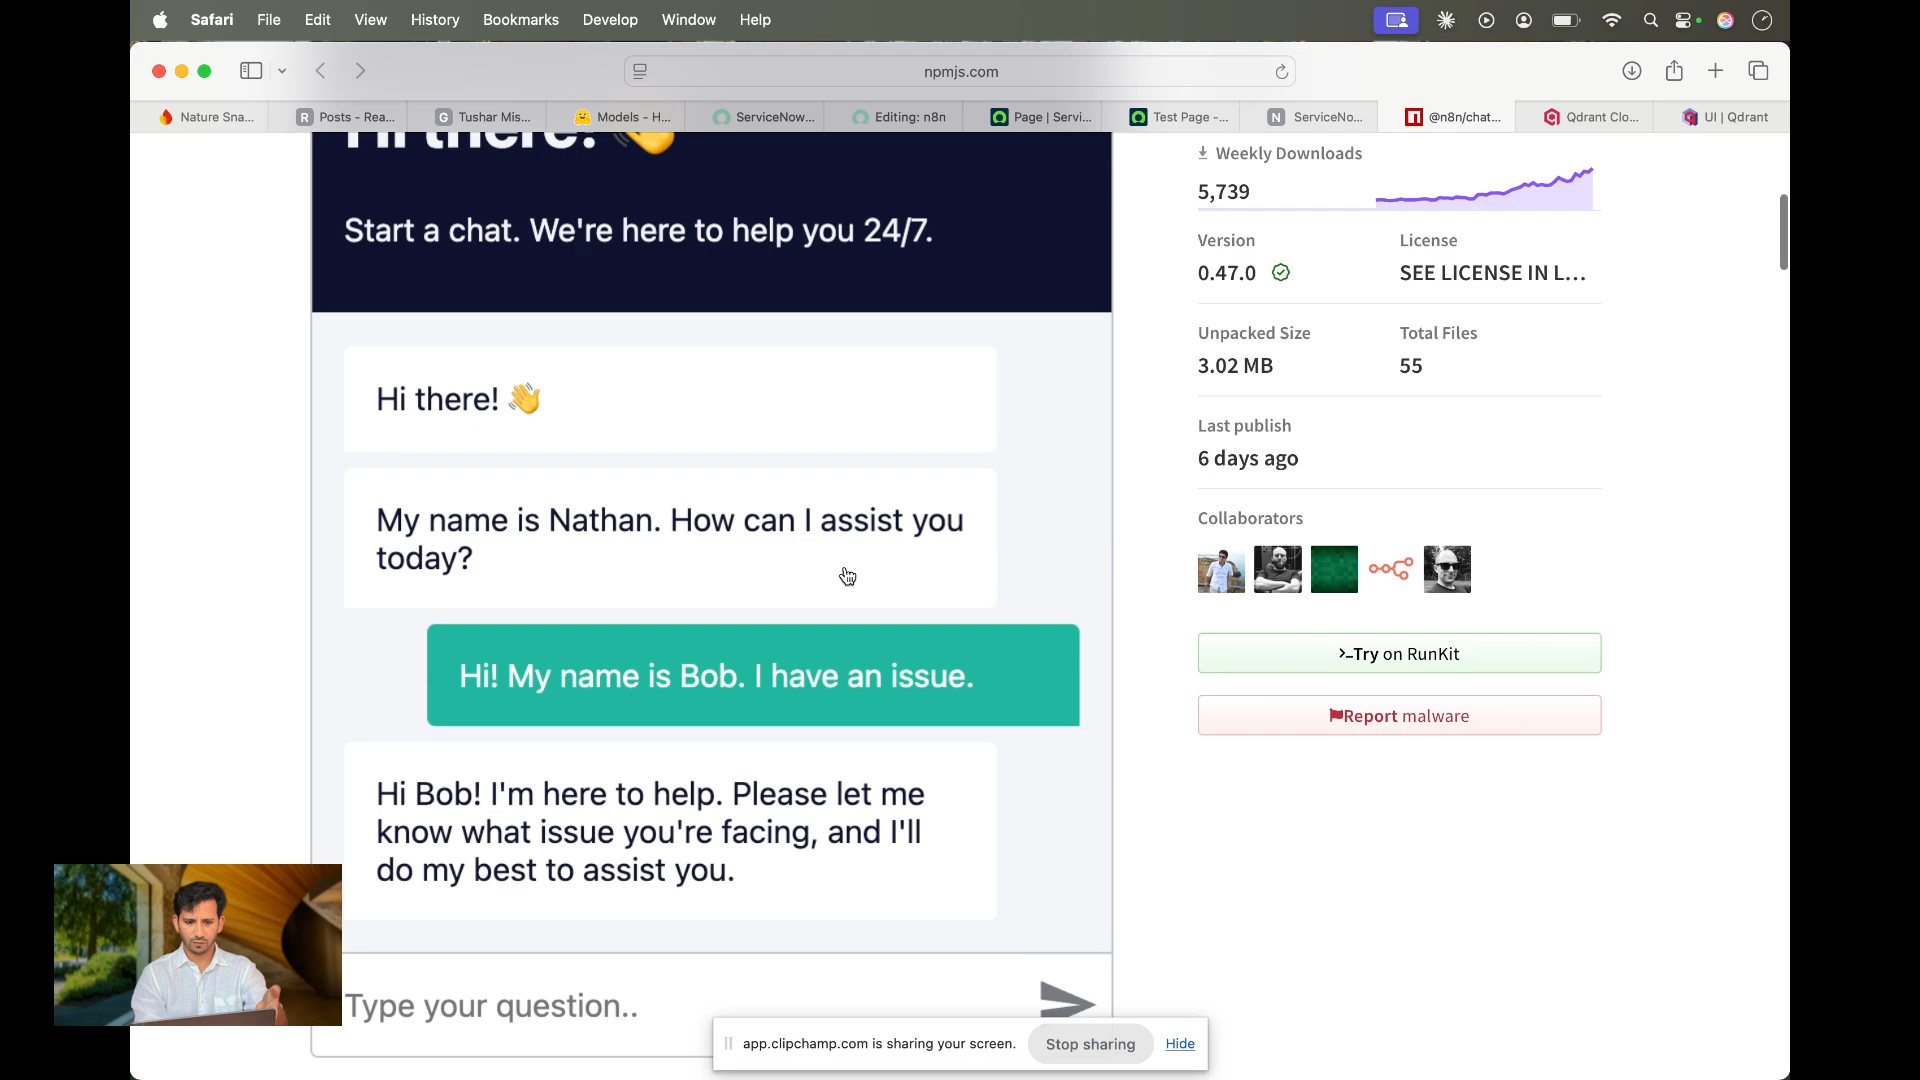 Safari File Edit View History Bookmarks Develop Window Help
npmjs.com
Nature Sna...
Posts - Rea...
Tushar Mis...
Models - H...
ServiceNow...
Editing: n8n
Page | Servi...
Test Page -...
ServiceNo...
@n8n/chat...
Qdrant Clo...
UI | Qdrant
Hi there! 👋
Start a chat. We're here to help you 24/7.
Hi there! 👋
My name is Nathan. How can I assist you
today?
Hi! My name is Bob. I have an issue.
Hi Bob! I'm here to help. Please let me
know what issue you're facing, and I'll
do my best to assist you.
Type your question..
Weekly Downloads
5,739
Version
License
0.47.0
SEE LICENSE IN L...
Unpacked Size
Total Files
3.02 MB
55
Last publish
6 days ago
Collaborators
>-Try on RunKit
Report malware
app.clipchamp.com is sharing your screen.
Stop sharing
Hide